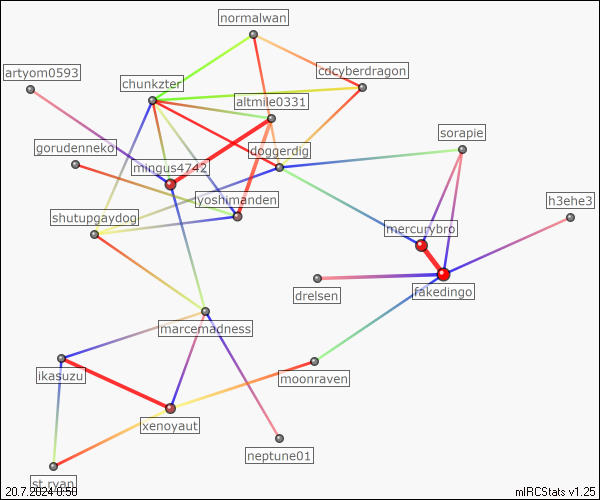 normalwan
artyom0593
cdcyberdragon
chunkzter
altmile0331
sorapie
gorudenneko
doggerdig
mingus4742
yoshimanden
h3ehe3
shutupgaydog
mercurybro
drelsen
fakedingo
marcemadness
ikasuzu
moonraven
xenoyaut
neptune01
st ryan
20.7.2024 0:50
mIRCStats v1.25